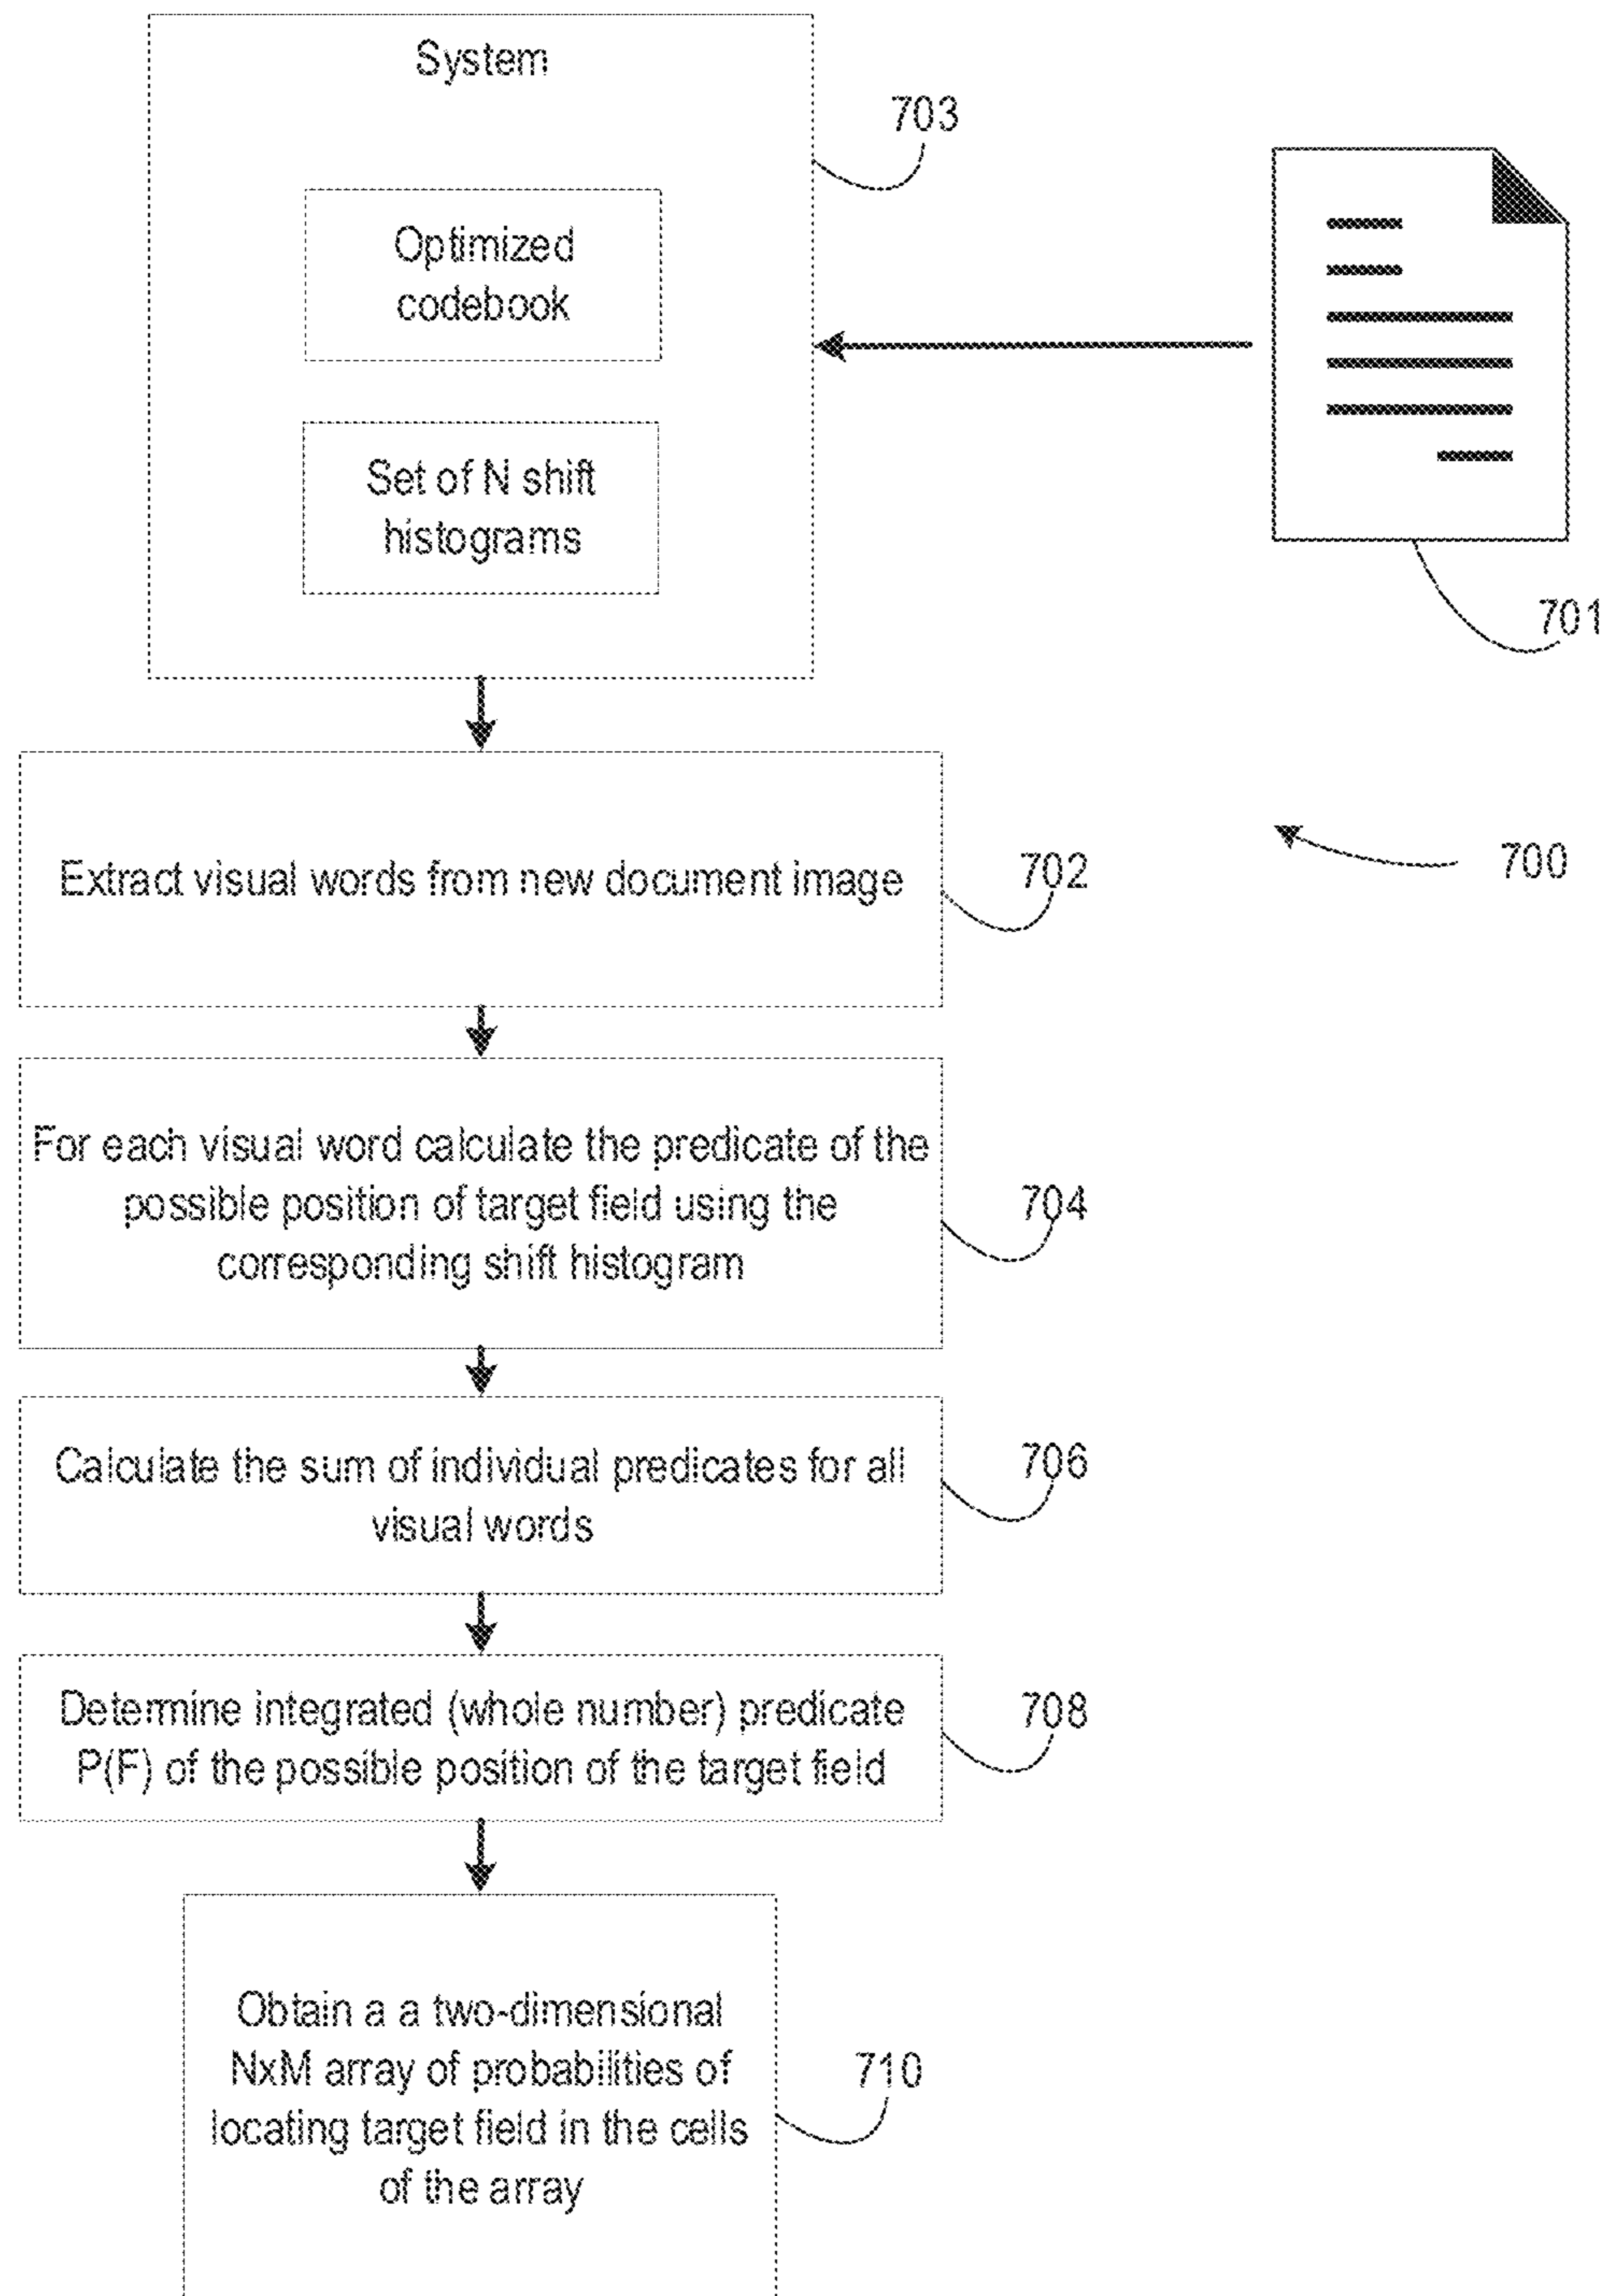 System
703
Optimized
codebook
Set of N shift
histograms
701
Extract visual words from new document image
702
700
For each visual word calculate the predicate of the
possible position of target field using the
corresponding shift histogram
704
Calculate the sum of individual predicates for all
visual words
706
Determine integrated (whole number) predicate
P(F) of the possible position of the target field
708
Obtain a a two-dimensional
NxM array of probabilities of
locating target field in the cells
of the array
710